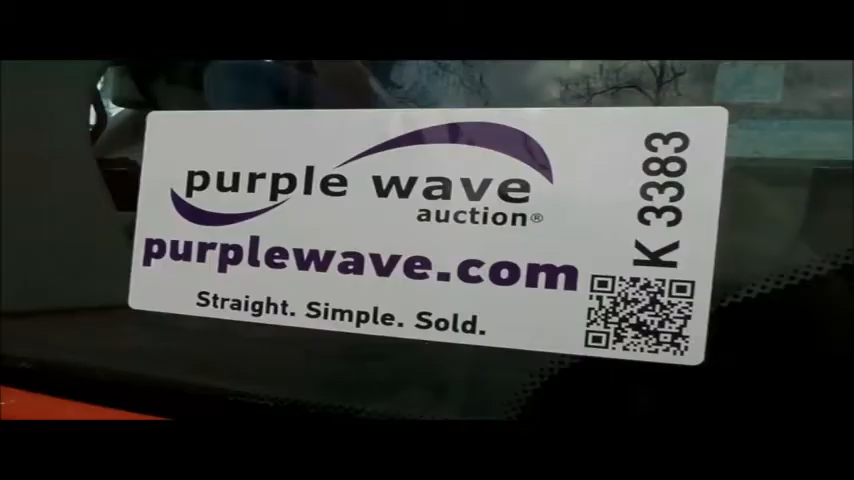 purple wave
auction®
purplewave.com
Straight. Simple. Sold.
K 3383